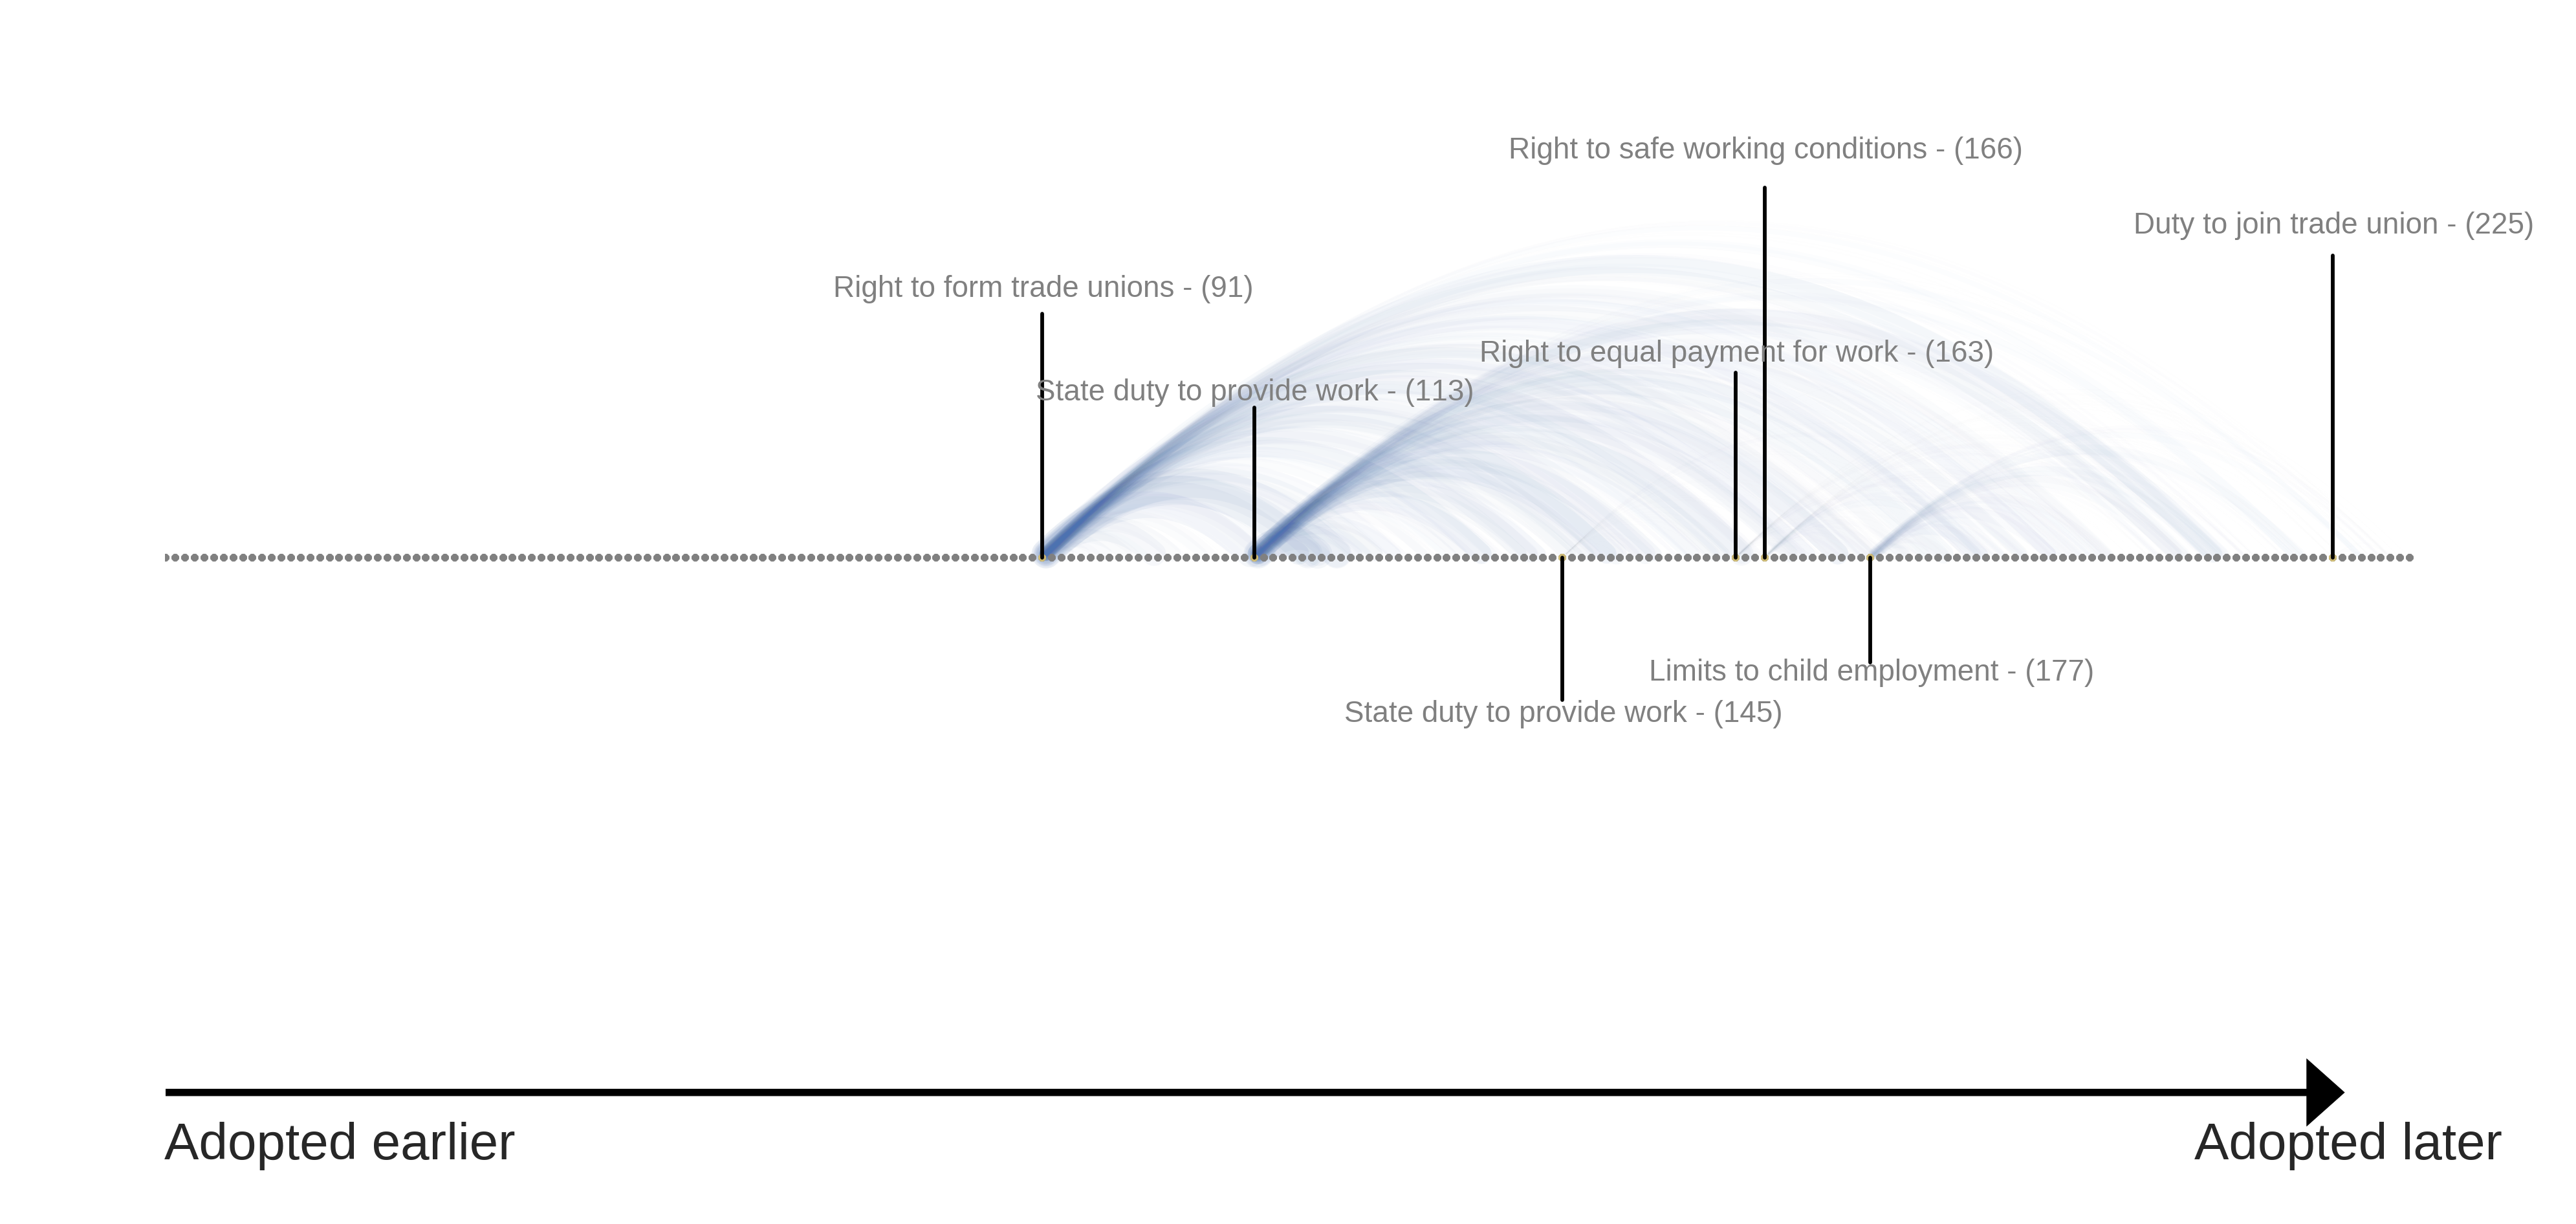 Right to safe working conditions - (166)
Duty to join trade union - (225)
Right to form trade unions - (91)
Right to equal payment for work - (163)
State duty to provide work - (113)
Limits to child employment - (177)
State duty to provide work - (145)
Adopted earlier
Adopted later